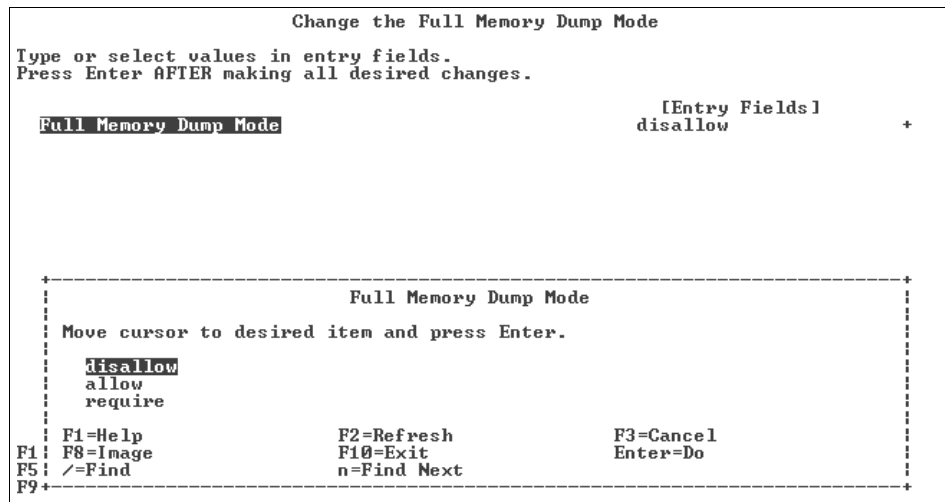 Change the Full Memory Dump Mode
Type or select values in entry fields.
Press Enter AFTER making all desired changes.
[Entry Fields]
Full Memory Dump Mode disallow +
Full Memory Dump Mode
Move cursor to desired item and press Enter.
disallow
allow
require
F1=Help F2=Refresh F3=Cancel
F1 F8=Image F10=Exit Enter=Do
F5 /=Find n=Find Next
F9